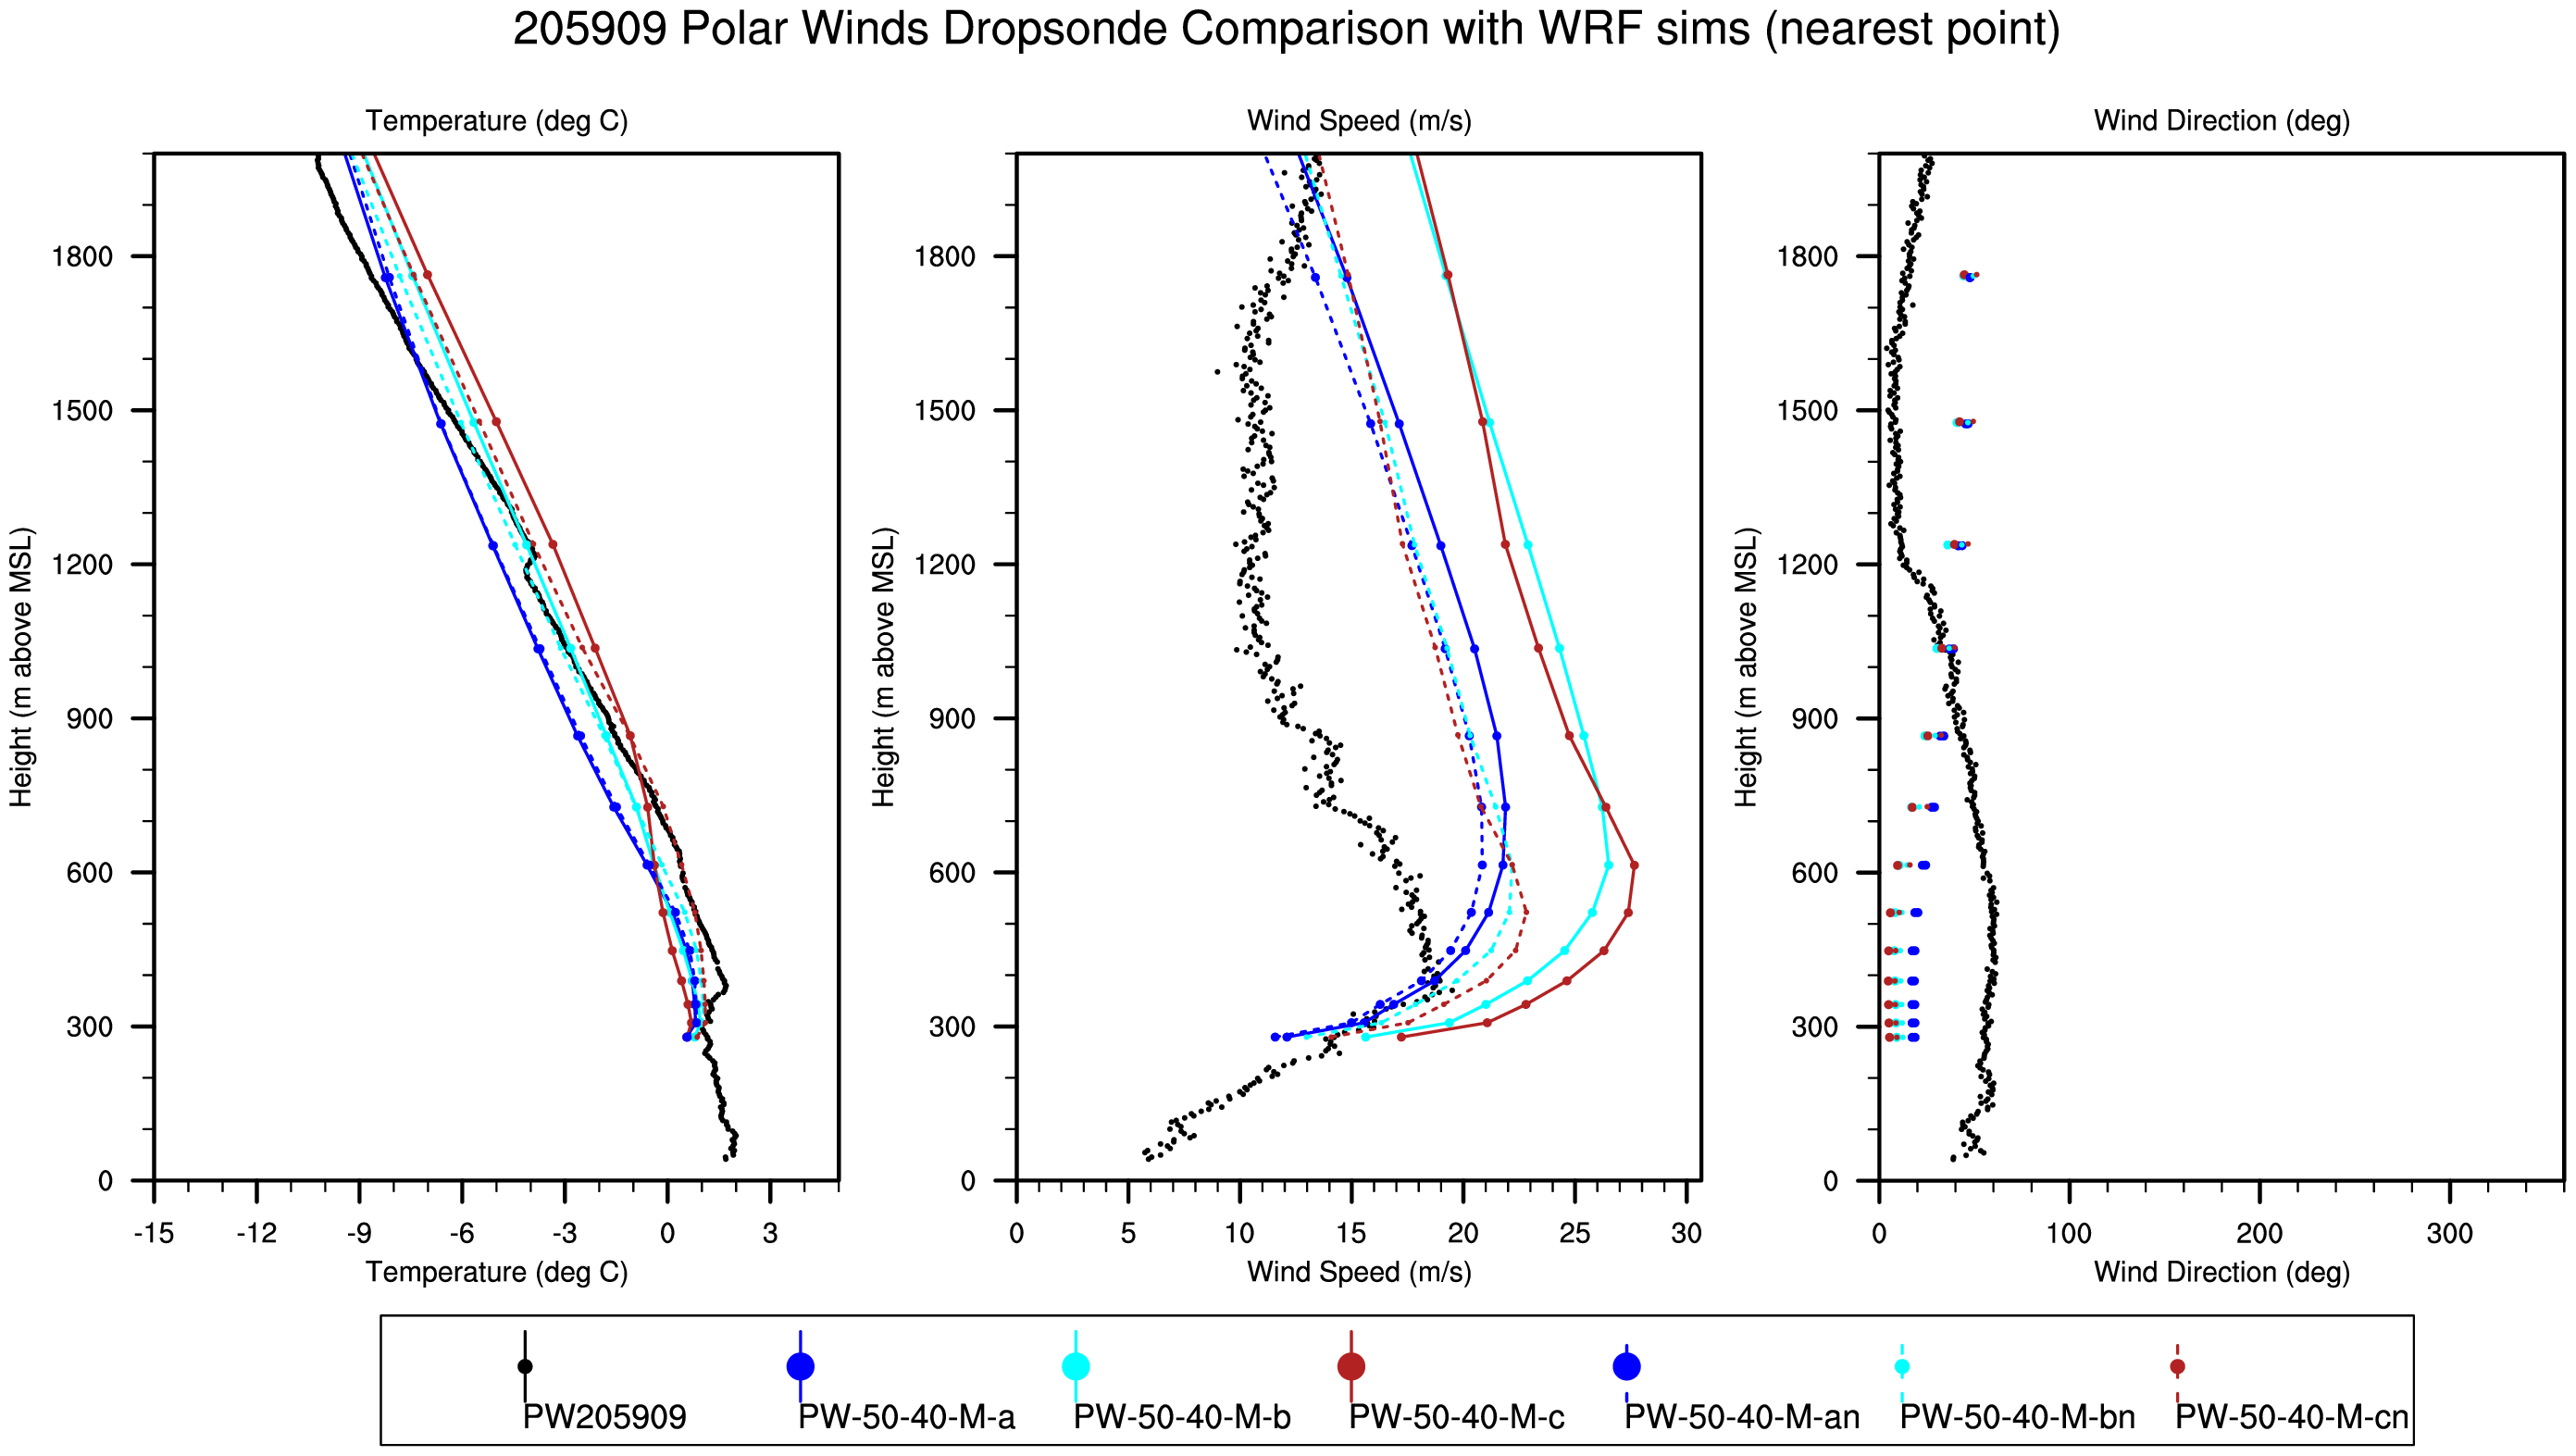 205909 Polar Winds Dropsonde Comparison with WRF sims (nearest point)
Temperature (deg C)
Wind Speed (m/s)
Wind Direction (deg)
Height (m above MSL)
1800
1500
1200
900
600
300
0
-15 -12 -9 -6 -3 0 3
Temperature (deg C)
Height (m above MSL)
1800
1500
1200
900
600
300
0
0 5 10 15 20 25 30
Wind Speed (m/s)
Height (m above MSL)
1800
1500
1200
900
600
300
0
0 100 200 300
Wind Direction (deg)
PW205909 PW-50-40-M-a PW-50-40-M-b PW-50-40-M-c PW-50-40-M-an PW-50-40-M-bn PW-50-40-M-cn